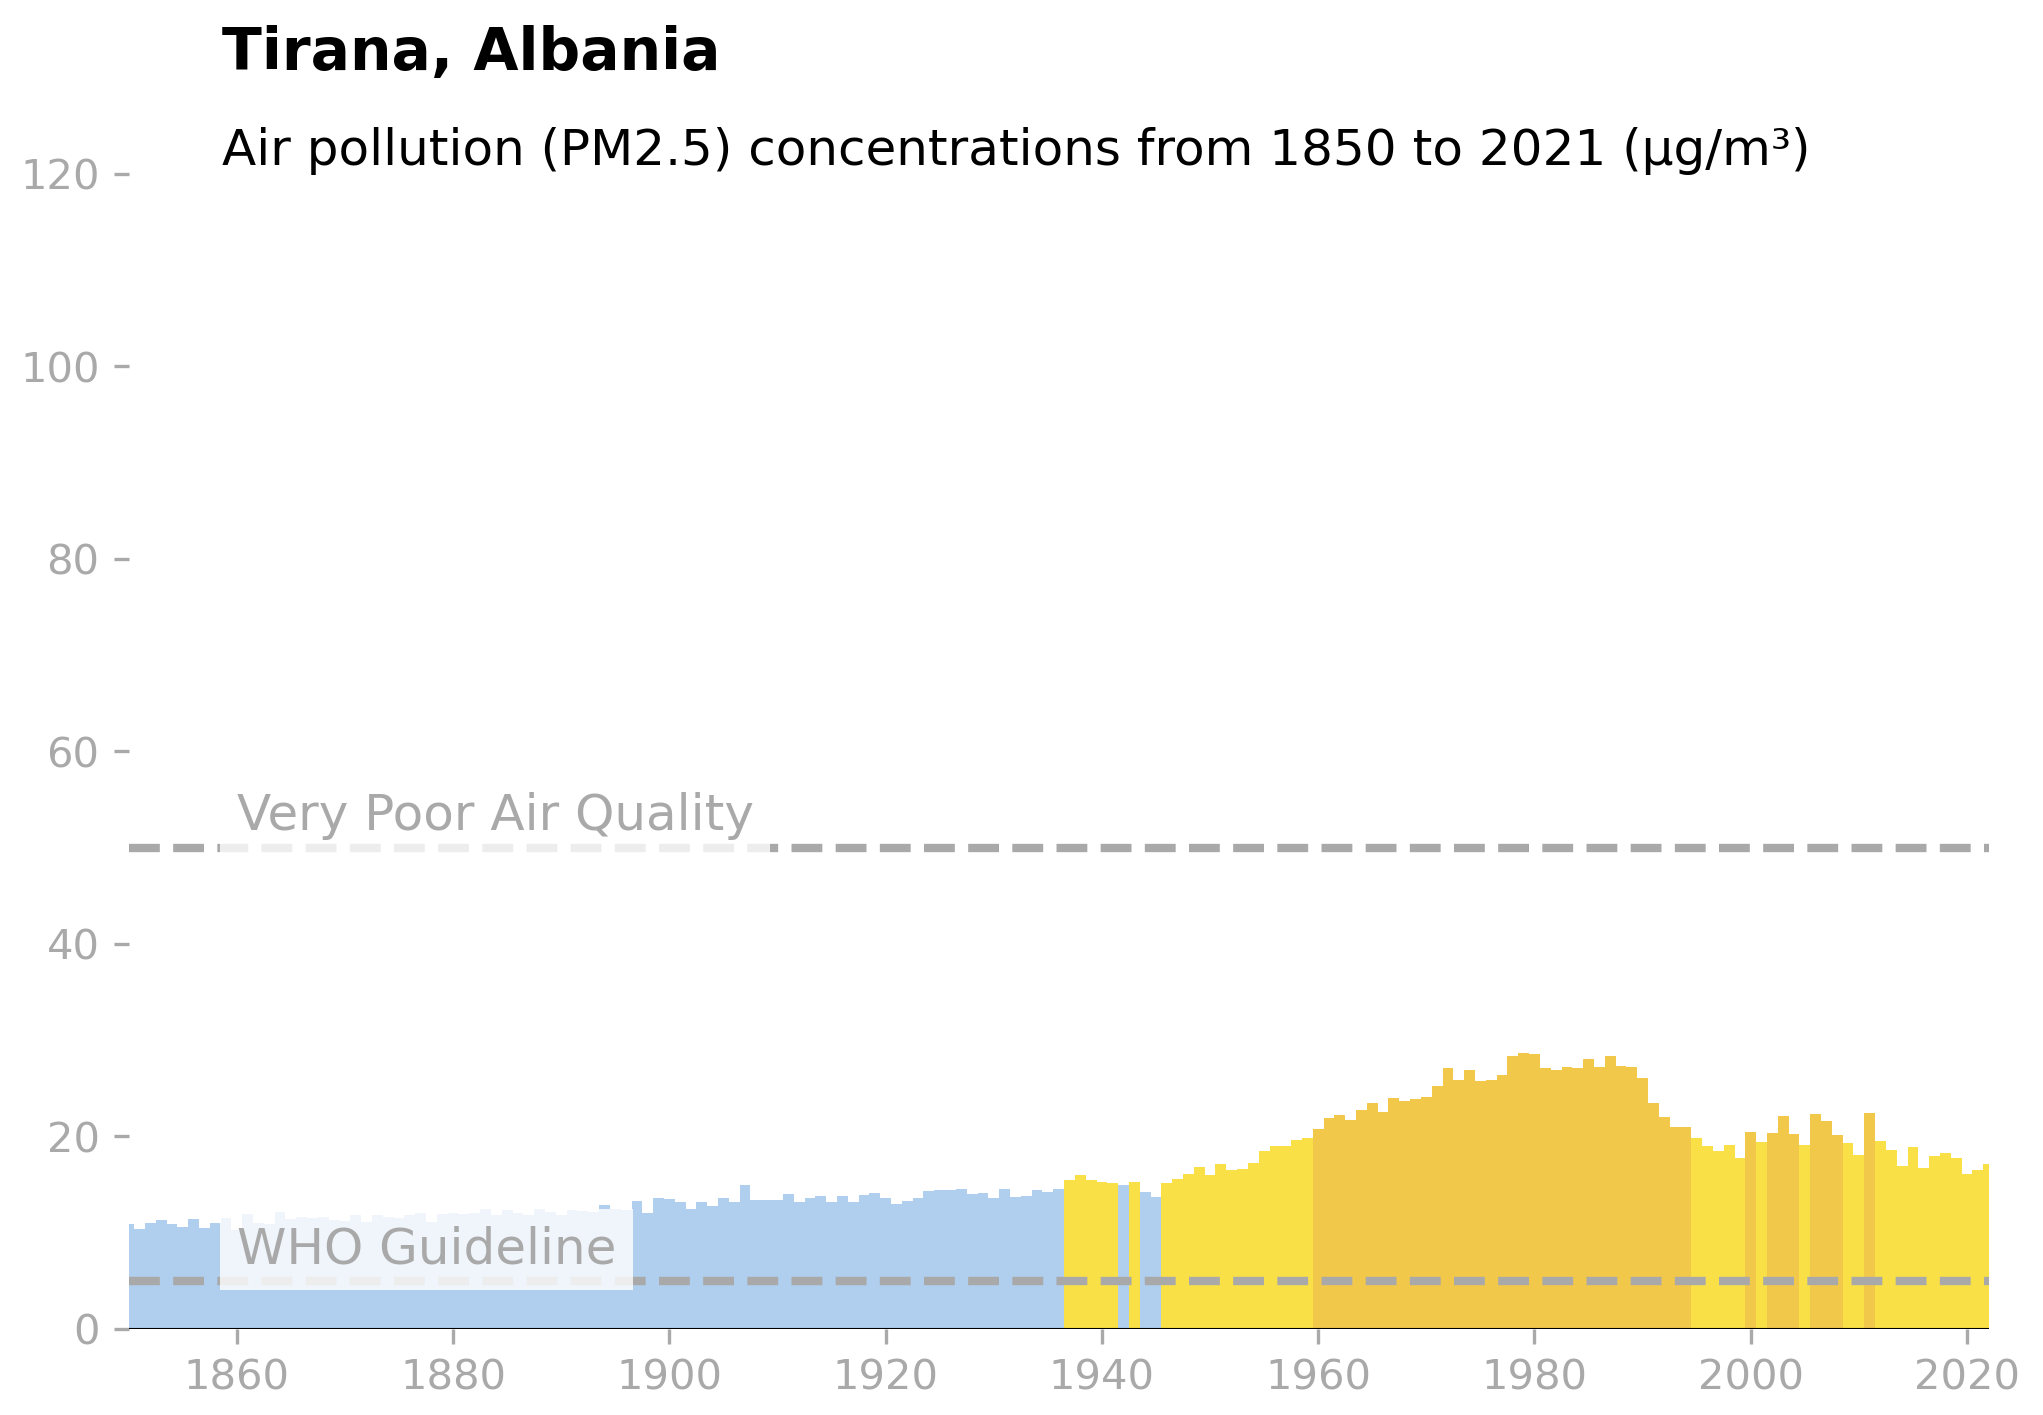 Tirana, Albania
Air pollution (PM2.5) concentrations from 1850 to 2021 (µg/m³)
120
100
80
60
Very Poor Air Quality
40
20
WHO Guideline
0
1860 1880 1900 1920 1940 1960 1980 2000 2020